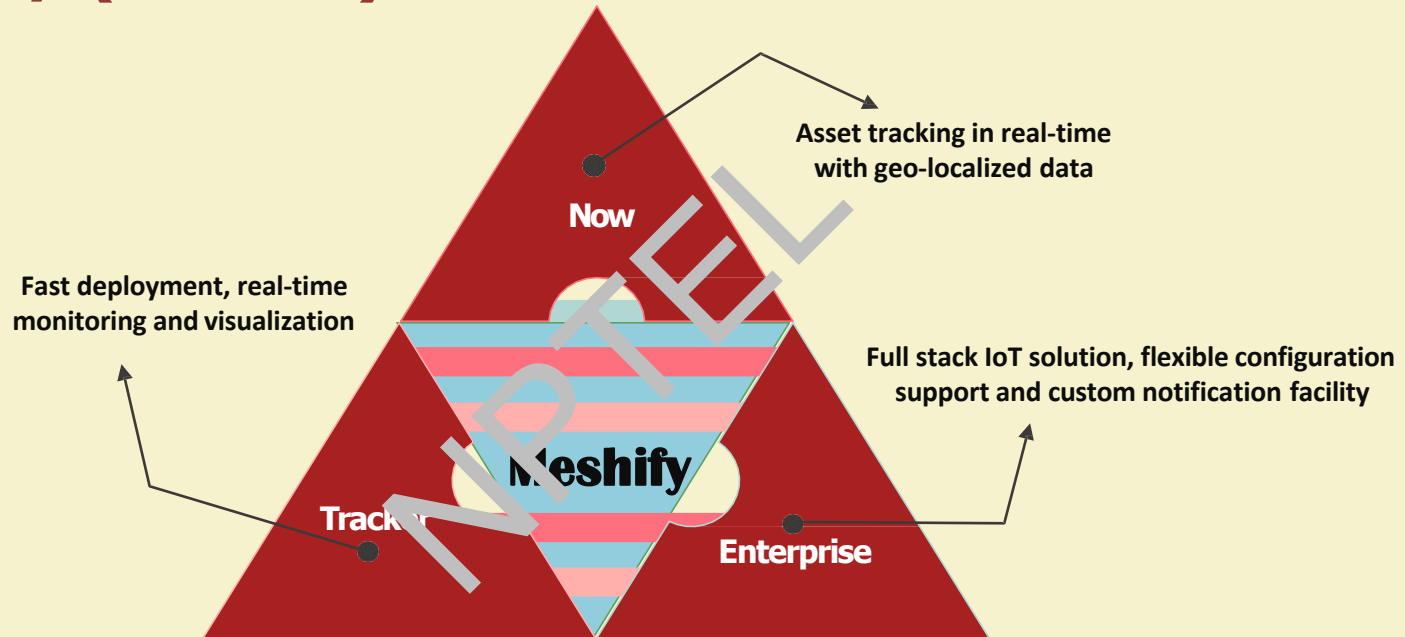 Asset tracking in real-time
with geo-localized data
Now
Fast deployment, real-time
monitoring and visualization
Full stack IoT solution, flexible configuration
support and custom notification facility
Meshify
Tracker
Enterprise
NPTEL